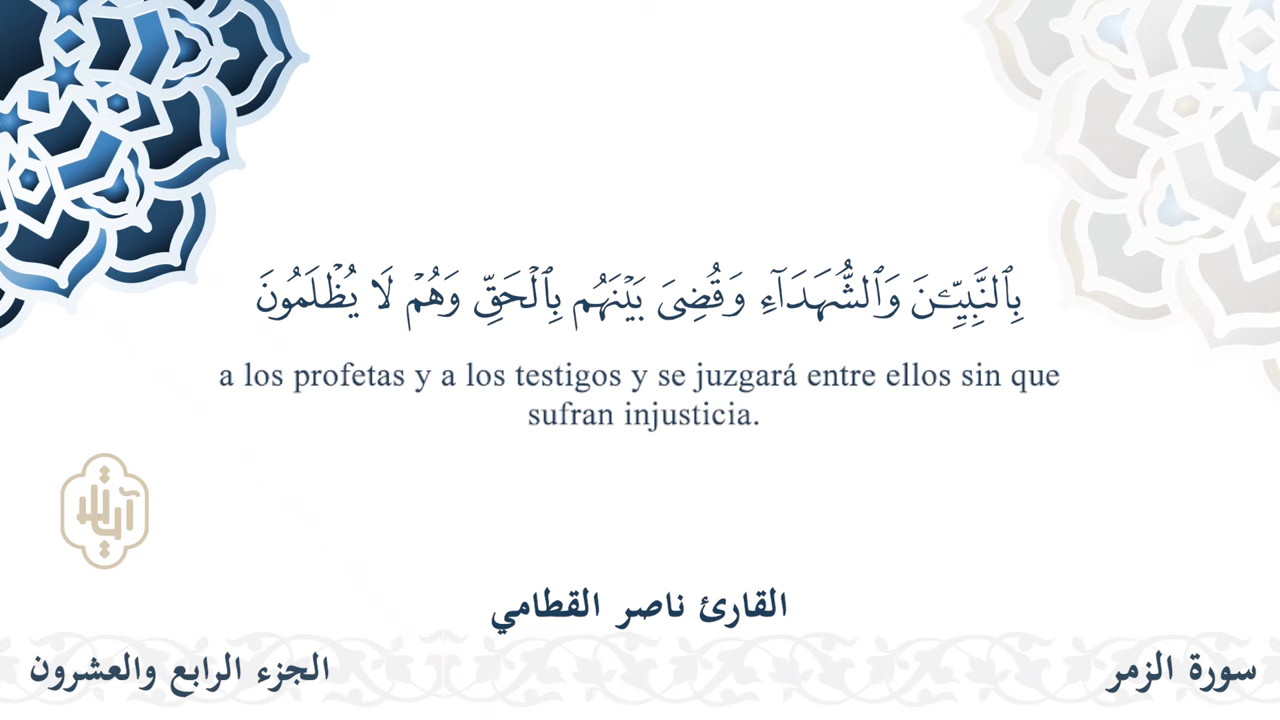 بِٱلنَّبِيِّـۧنَ وَٱلشُّهَدَآءِ وَقُضِىَ بَيْنَهُم بِٱلْحَقِّ وَهُمْ لَا يُظْلَمُونَ
a los profetas y a los testigos y se juzgará entre ellos sin que
sufran injusticia.
القارئ ناصر القطامي
سورة الزمر
الجزء الرابع والعشرون